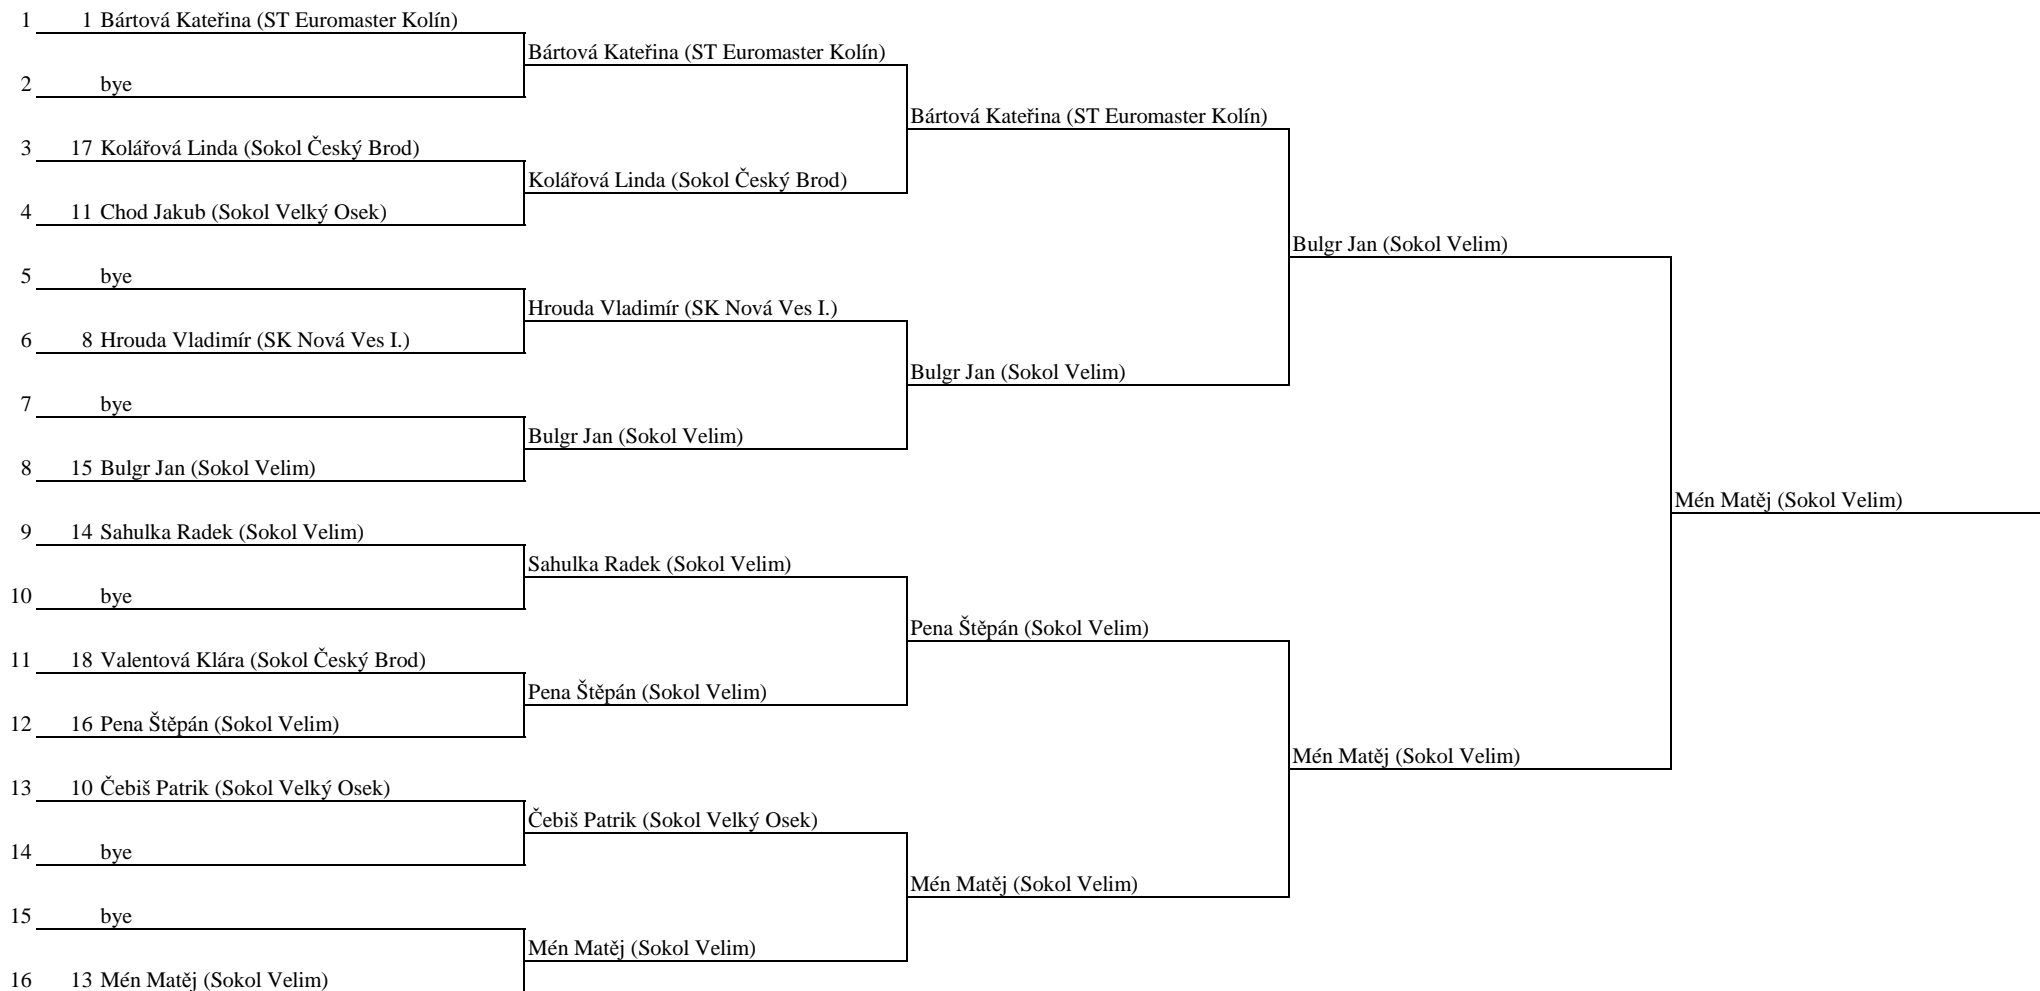 1 1 Bártová Kateřina (ST Euromaster Kolín)
Bártová Kateřina (ST Euromaster Kolín)
2 bye
Bártová Kateřina (ST Euromaster Kolín)
3 17 Kolářová Linda (Sokol Český Brod)
Kolářová Linda (Sokol Český Brod)
4 11 Chod Jakub (Sokol Velký Osek)
Bulgr Jan (Sokol Velim)
5 bye
Hrouda Vladimír (SK Nová Ves I.)
6 8 Hrouda Vladimír (SK Nová Ves I.)
Bulgr Jan (Sokol Velim)
7 bye
Bulgr Jan (Sokol Velim)
8 15 Bulgr Jan (Sokol Velim)
Mén Matěj (Sokol Velim)
9 14 Sahulka Radek (Sokol Velim)
Sahulka Radek (Sokol Velim)
10 bye
Pena Štěpán (Sokol Velim)
11 18 Valentová Klára (Sokol Český Brod)
Pena Štěpán (Sokol Velim)
12 16 Pena Štěpán (Sokol Velim)
Mén Matěj (Sokol Velim)
13 10 Čebiš Patrik (Sokol Velký Osek)
Čebiš Patrik (Sokol Velký Osek)
14 bye
Mén Matěj (Sokol Velim)
15 bye
Mén Matěj (Sokol Velim)
16 13 Mén Matěj (Sokol Velim)